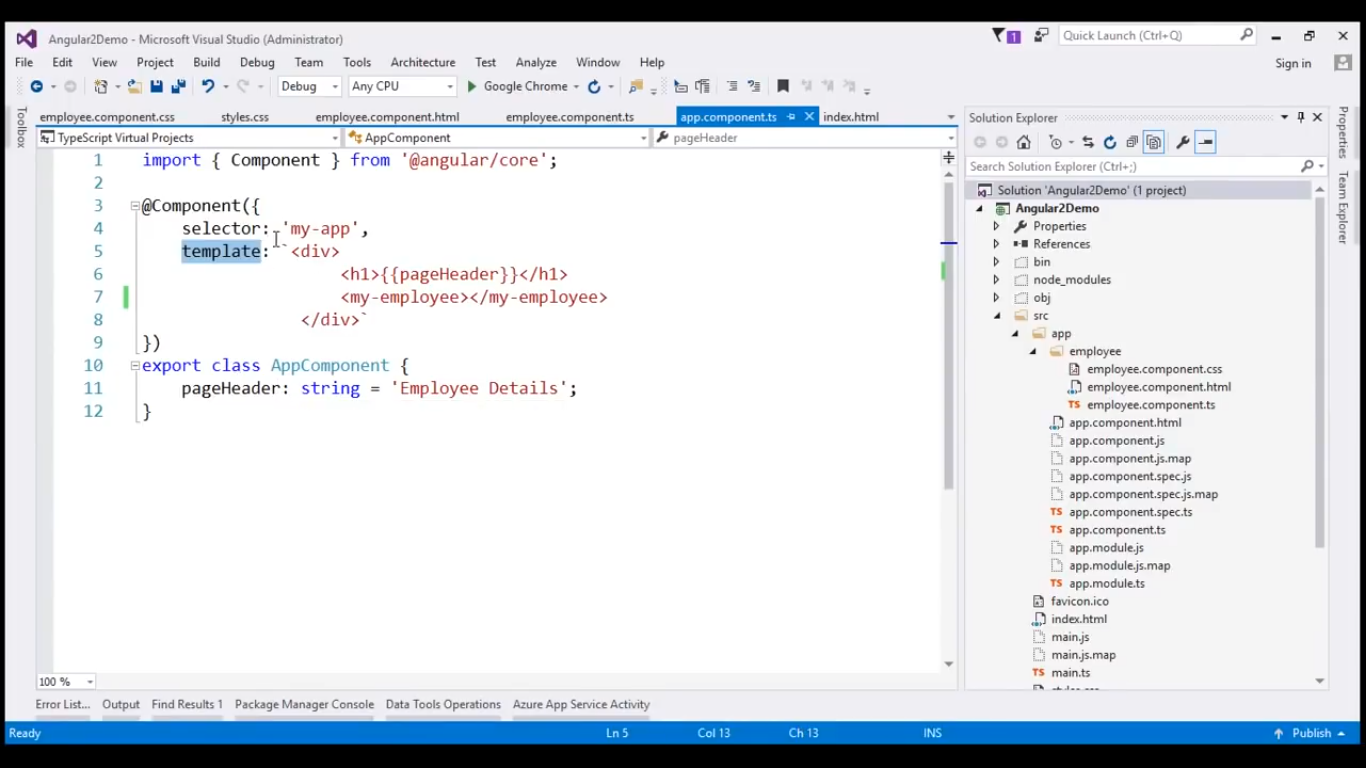 Angular2Demo - Microsoft Visual Studio (Administrator)
1
Quick Launch (Ctrl+Q)
File Edit View Project Build Debug Team Tools Architecture Test Analyze Window Help
Sign in
Debug Any CPU Google Chrome
Toolbox
employee.component.css styles.css employee.component.html employee.component.ts app.component.ts index.html
TypeScript Virtual Projects AppComponent pageHeader
1 import { Component } from '@angular/core';
2
3 @Component({
4 selector: 'my-app',
5 template: `<div>
6 <h1>{{pageHeader}}</h1>
7 <my-employee></my-employee>
8 </div>`
9 })
10 export class AppComponent {
11 pageHeader: string = 'Employee Details';
12 }
100 %
Solution Explorer
Search Solution Explorer (Ctrl+;)
Solution 'Angular2Demo' (1 project)
Angular2Demo
Properties
References
bin
node_modules
obj
src
app
employee
employee.component.css
employee.component.html
employee.component.ts
app.component.html
app.component.js
app.component.js.map
app.component.spec.js
app.component.spec.js.map
app.component.spec.ts
app.component.ts
app.module.js
app.module.js.map
app.module.ts
favicon.ico
index.html
main.js
main.js.map
main.ts
Properties
Team Explorer
Error List... Output Find Results 1 Package Manager Console Data Tools Operations Azure App Service Activity
Ready Ln 5 Col 13 Ch 13 INS Publish